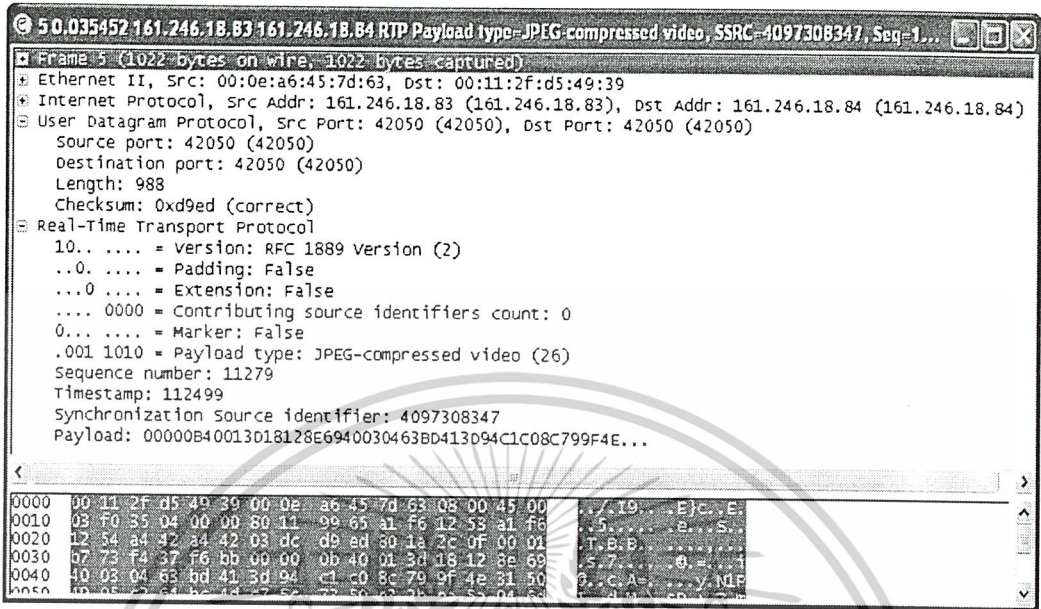 5 0.035452 161.246.18.83 161.246.18.84 RTP Payload type=JPEG-compressed video, SSRC=4097308347, Seq=1...
Frame 5 (1022 bytes on wire, 1022 bytes captured)
Ethernet II, Src: 00:0e:a6:45:7d:63, Dst: 00:11:2f:d5:49:39
Internet Protocol, Src Addr: 161.246.18.83 (161.246.18.83), Dst Addr: 161.246.18.84 (161.246.18.84)
User Datagram Protocol, Src Port: 42050 (42050), Dst Port: 42050 (42050)
Source port: 42050 (42050)
Destination port: 42050 (42050)
Length: 988
Checksum: 0xd9ed (correct)
Real-Time Transport Protocol
10.. .... = Version: RFC 1889 Version (2)
..0. .... = Padding: False
...0 .... = Extension: False
.... 0000 = Contributing source identifiers count: 0
0... .... = Marker: False
.001 1010 = Payload type: JPEG-compressed video (26)
Sequence number: 11279
Timestamp: 112499
Synchronization Source identifier: 4097308347
Payload: 00000B40013D18128E6940030463BD413D94C1C08C799F4E...
0000 00 11 2f d5 49 39 00 0e a6 45 7d 63 08 00 45 00
0010 03 f0 35 04 00 00 80 11 99 65 a1 f6 12 53 a1 f6
0020 12 54 a4 42 a4 42 03 dc d9 ed 80 1a 2c 0f 00 01
0030 b7 73 f4 37 f6 bb 00 00 0b 40 01 3d 18 12 8e 69
0040 40 03 04 63 bd 41 3d 94 c1 c0 8c 79 9f 4e 31 50
0050